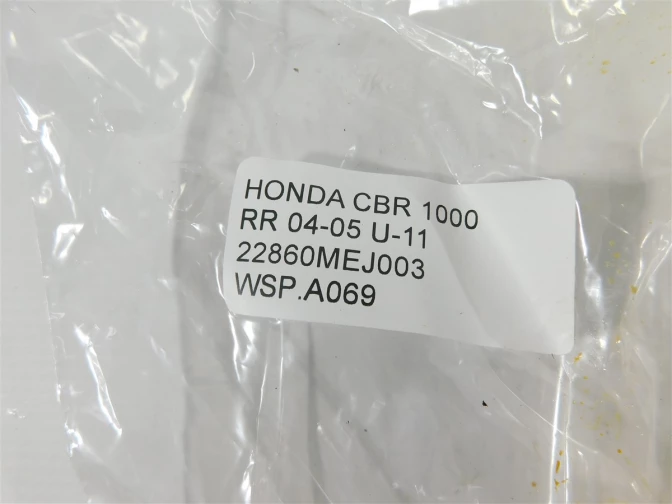 HONDA CBR 1000
RR 04-05 U-11
22860MEJ003
WSP.A069